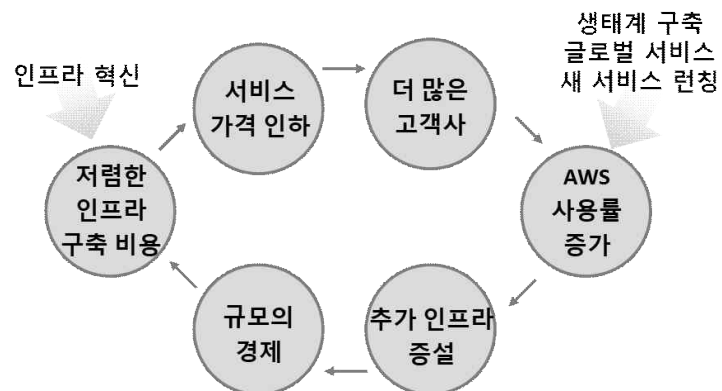 생태계 구축
글로벌 서비스
새 서비스 런칭
인프라 혁신
서비스
가격 인하
더 많은
고객사
저렴한
인프라
구축 비용
AWS
사용률
증가
규모의
경제
추가 인프라
증설